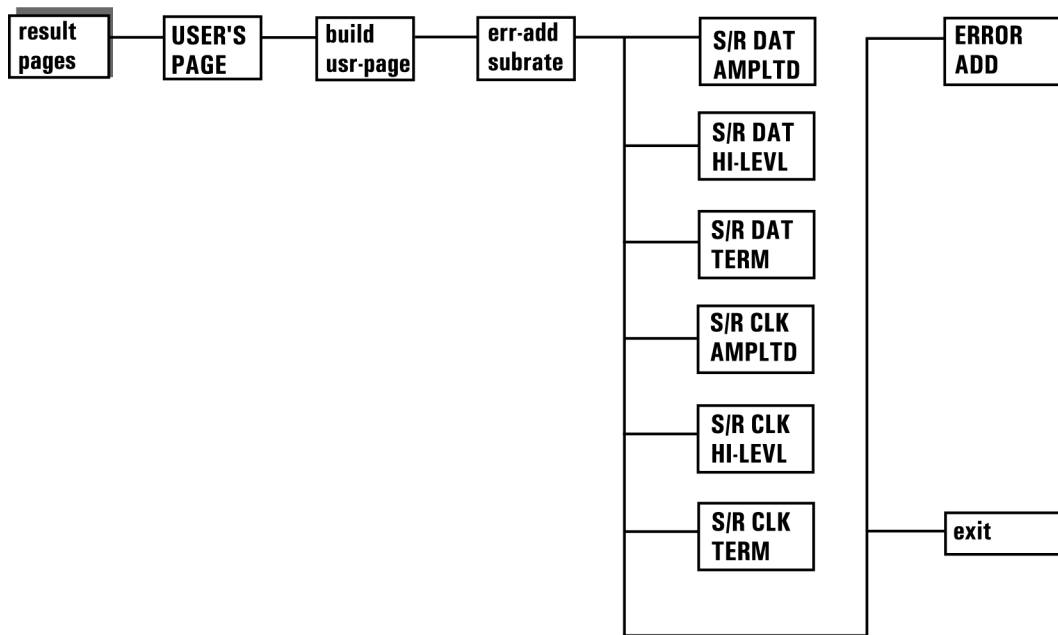 result
pages
USER'S
PAGE
build
usr-page
err-add
subrate
S/R DAT
AMPLTD
S/R DAT
HI-LEVL
S/R DAT
TERM
S/R CLK
AMPLTD
S/R CLK
HI-LEVL
S/R CLK
TERM
ERROR
ADD
exit